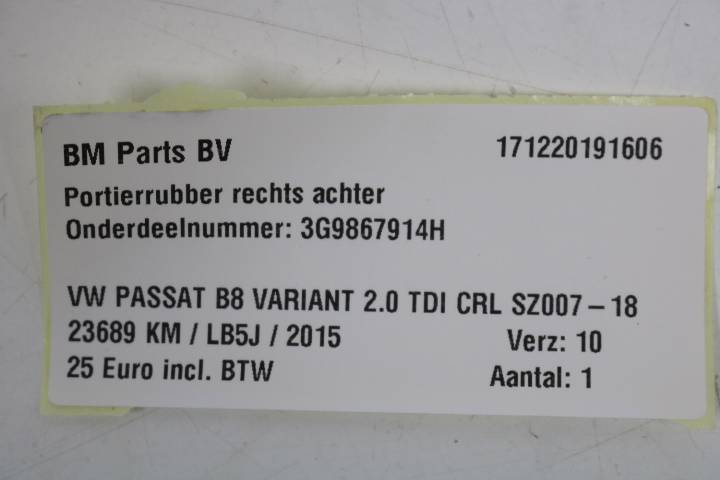 BM Parts BV 171220191606
Portierrubber rechts achter
Onderdeelnummer: 3G9867914H
VW PASSAT B8 VARIANT 2.0 TDI CRL SZ007 – 18
23689 KM / LB5J / 2015 Verz: 10
25 Euro incl. BTW Aantal: 1